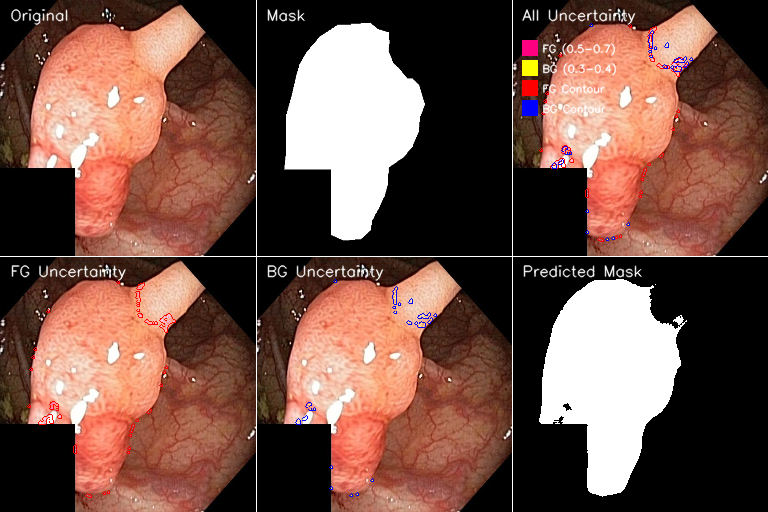 Original
Mask
All Uncertainty
FG (0.5-0.7)
BG (0.3-0.4)
FG Contour
BG Contour
FG Uncertainty
BG Uncertainty
Predicted Mask